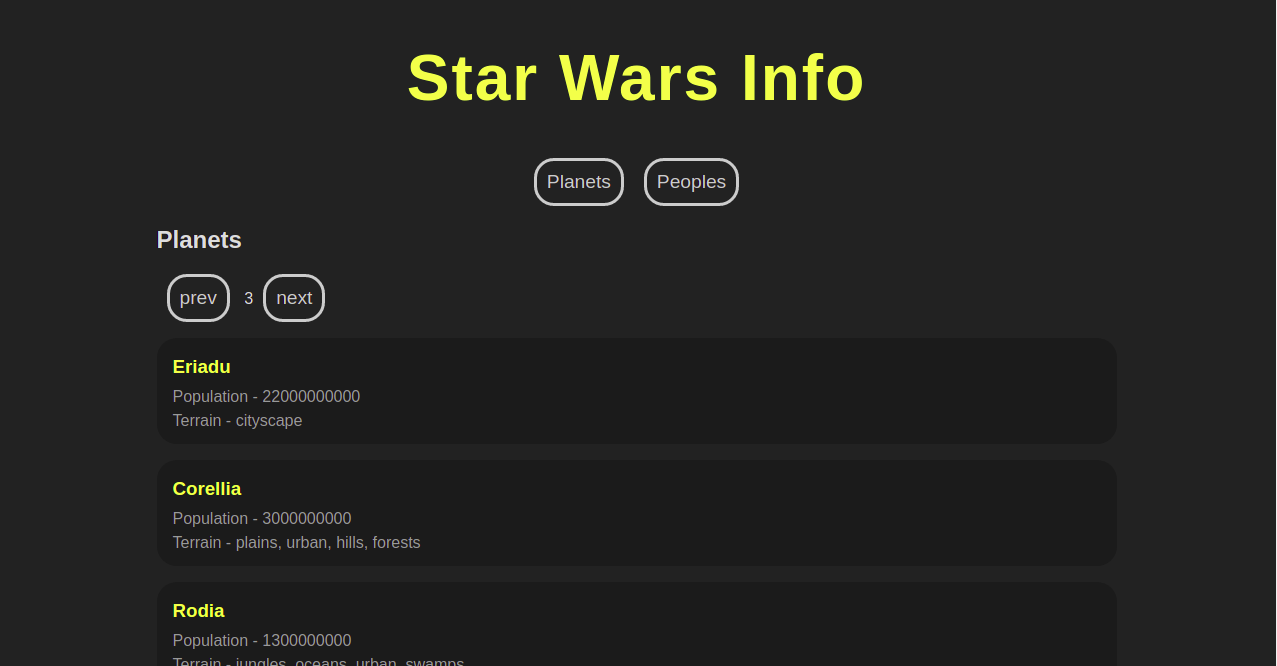 Star Wars Info
Planets Peoples
Planets
prev 3 next
Eriadu
Population - 22000000000
Terrain - cityscape
Corellia
Population - 3000000000
Terrain - plains, urban, hills, forests
Rodia
Population - 1300000000
Terrain - jungles, oceans, urban, swamps